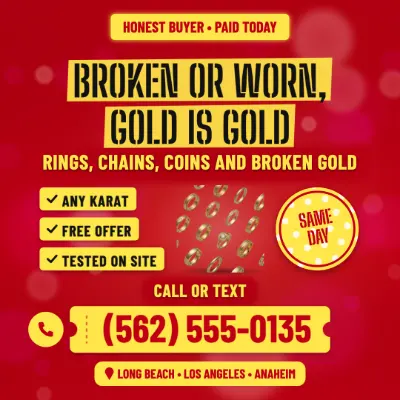 HONEST BUYER • PAID TODAY
BROKEN OR WORN,
GOLD IS GOLD
RINGS, CHAINS, COINS AND BROKEN GOLD
ANY KARAT
FREE OFFER
TESTED ON SITE
SAME
DAY
CALL OR TEXT
(562) 555-0135
LONG BEACH • LOS ANGELES • ANAHEIM